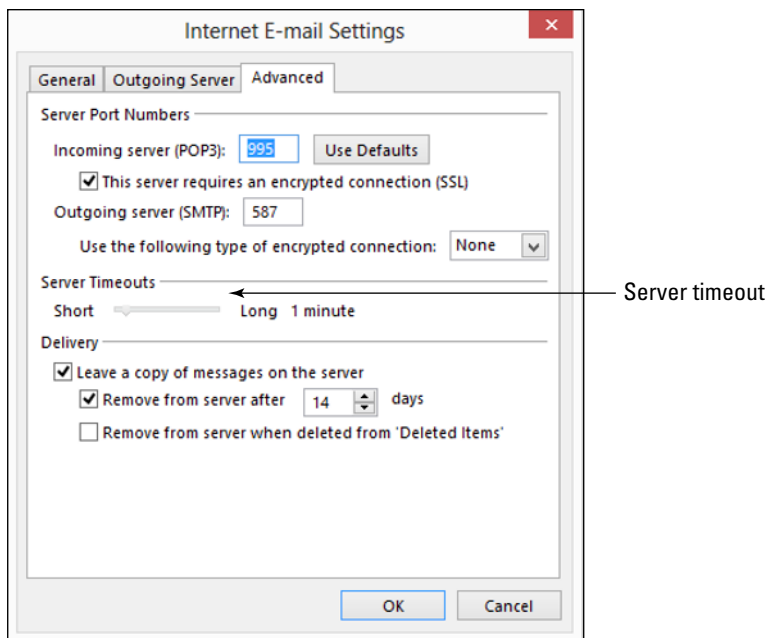 Internet E-mail Settings
General Outgoing Server Advanced
Server Port Numbers
Incoming server (POP3): 995 Use Defaults
This server requires an encrypted connection (SSL)
Outgoing server (SMTP): 587
Use the following type of encrypted connection: None
Server Timeouts
Short Long 1 minute
Server timeout
Delivery
Leave a copy of messages on the server
Remove from server after 14 days
Remove from server when deleted from 'Deleted Items'
OK Cancel